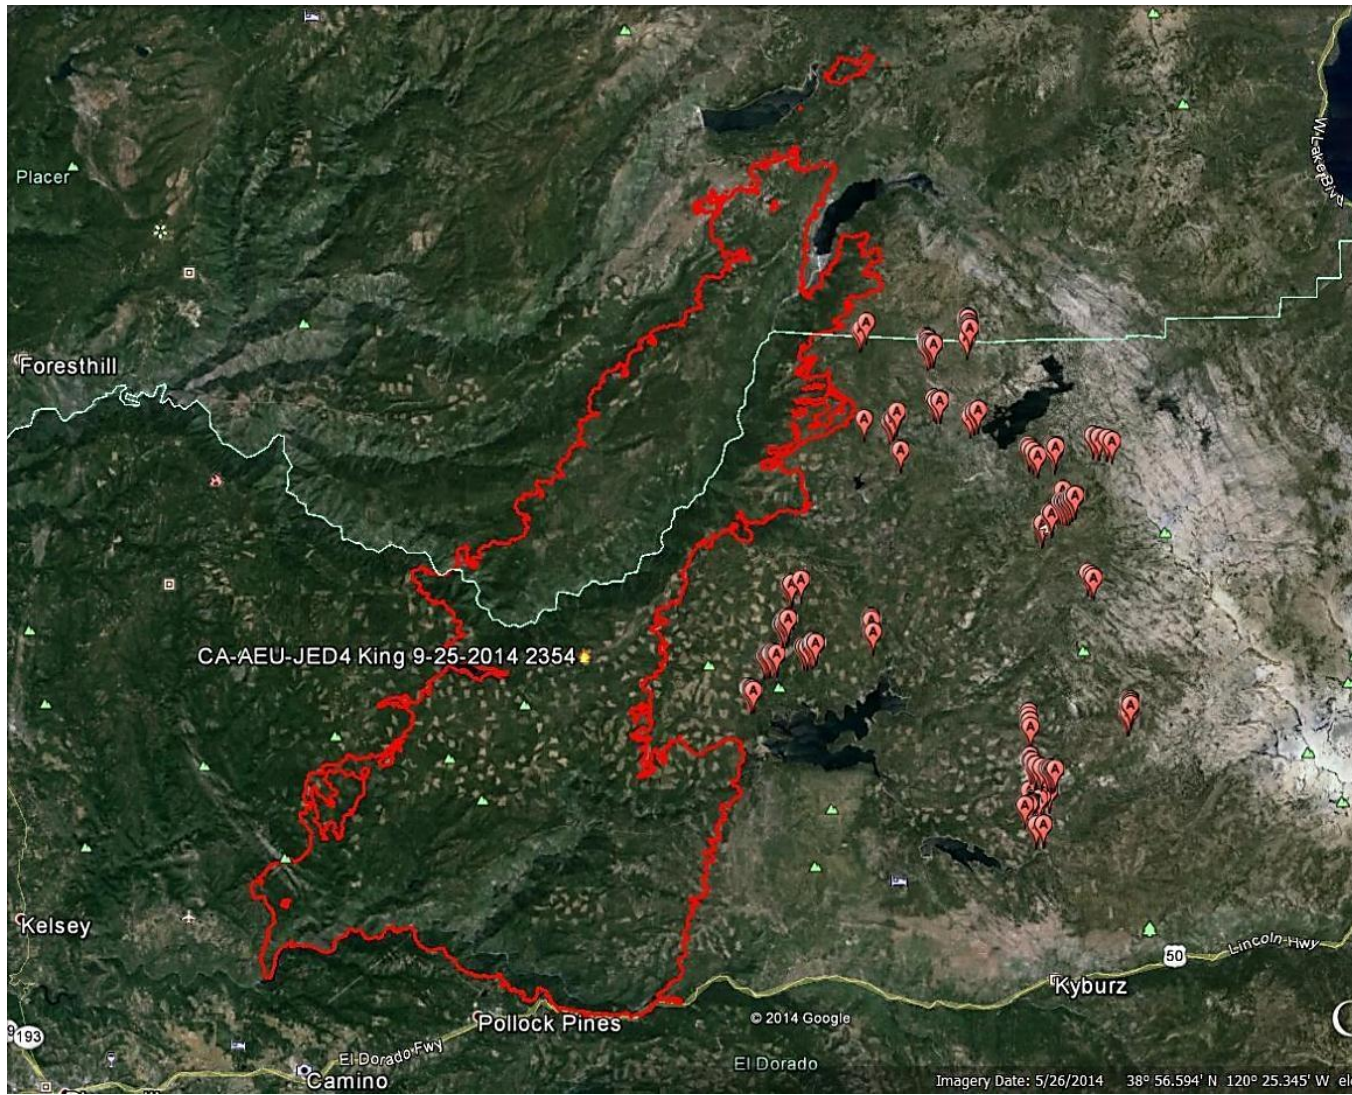 W Lake Blvd
Placer
Foresthill
CA-AEU-JED4 King 9-25-2014 2354
Kelsey
50
Lincoln Hwy
Kyburz
Pollock Pines
© 2014 Google
193
El Dorado Fwy
El Dorado
Camino
Imagery Date: 5/26/2014 38° 56.594' N 120° 25.345' W